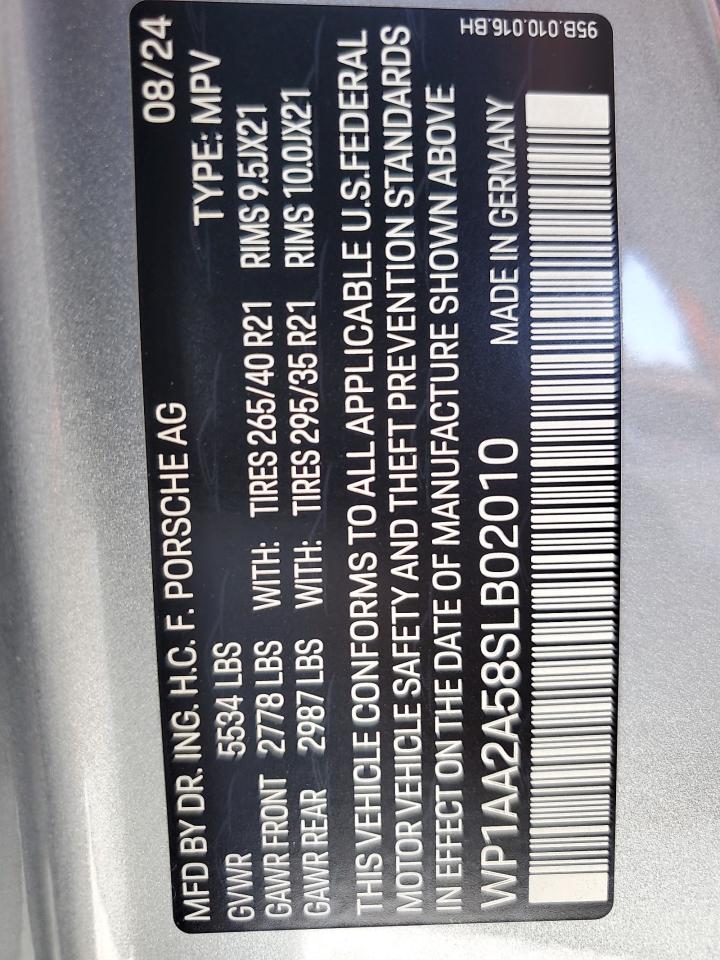 MFD BY DR. ING. H.C. F. PORSCHE AG 08/24
GVWR 5534 LBS TYPE: MPV
GAWR FRONT 2778 LBS WITH: TIRES 265/40 R21 RIMS 9.5JX21
GAWR REAR 2987 LBS WITH: TIRES 295/35 R21 RIMS 10.0JX21
THIS VEHICLE CONFORMS TO ALL APPLICABLE U.S.FEDERAL
MOTOR VEHICLE SAFETY AND THEFT PREVENTION STANDARDS
IN EFFECT ON THE DATE OF MANUFACTURE SHOWN ABOVE
WP1AA2A58SLB02010 MADE IN GERMANY
95B.010.016.BH